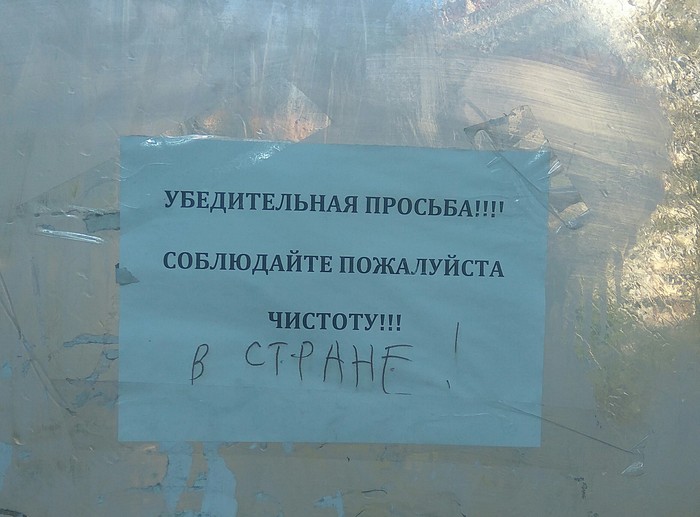 УБЕДИТЕЛЬНАЯ ПРОСЬБА!!!!
СОБЛЮДАЙТЕ ПОЖАЛУЙСТА
ЧИСТОТУ!!!
В СТРАНЕ!